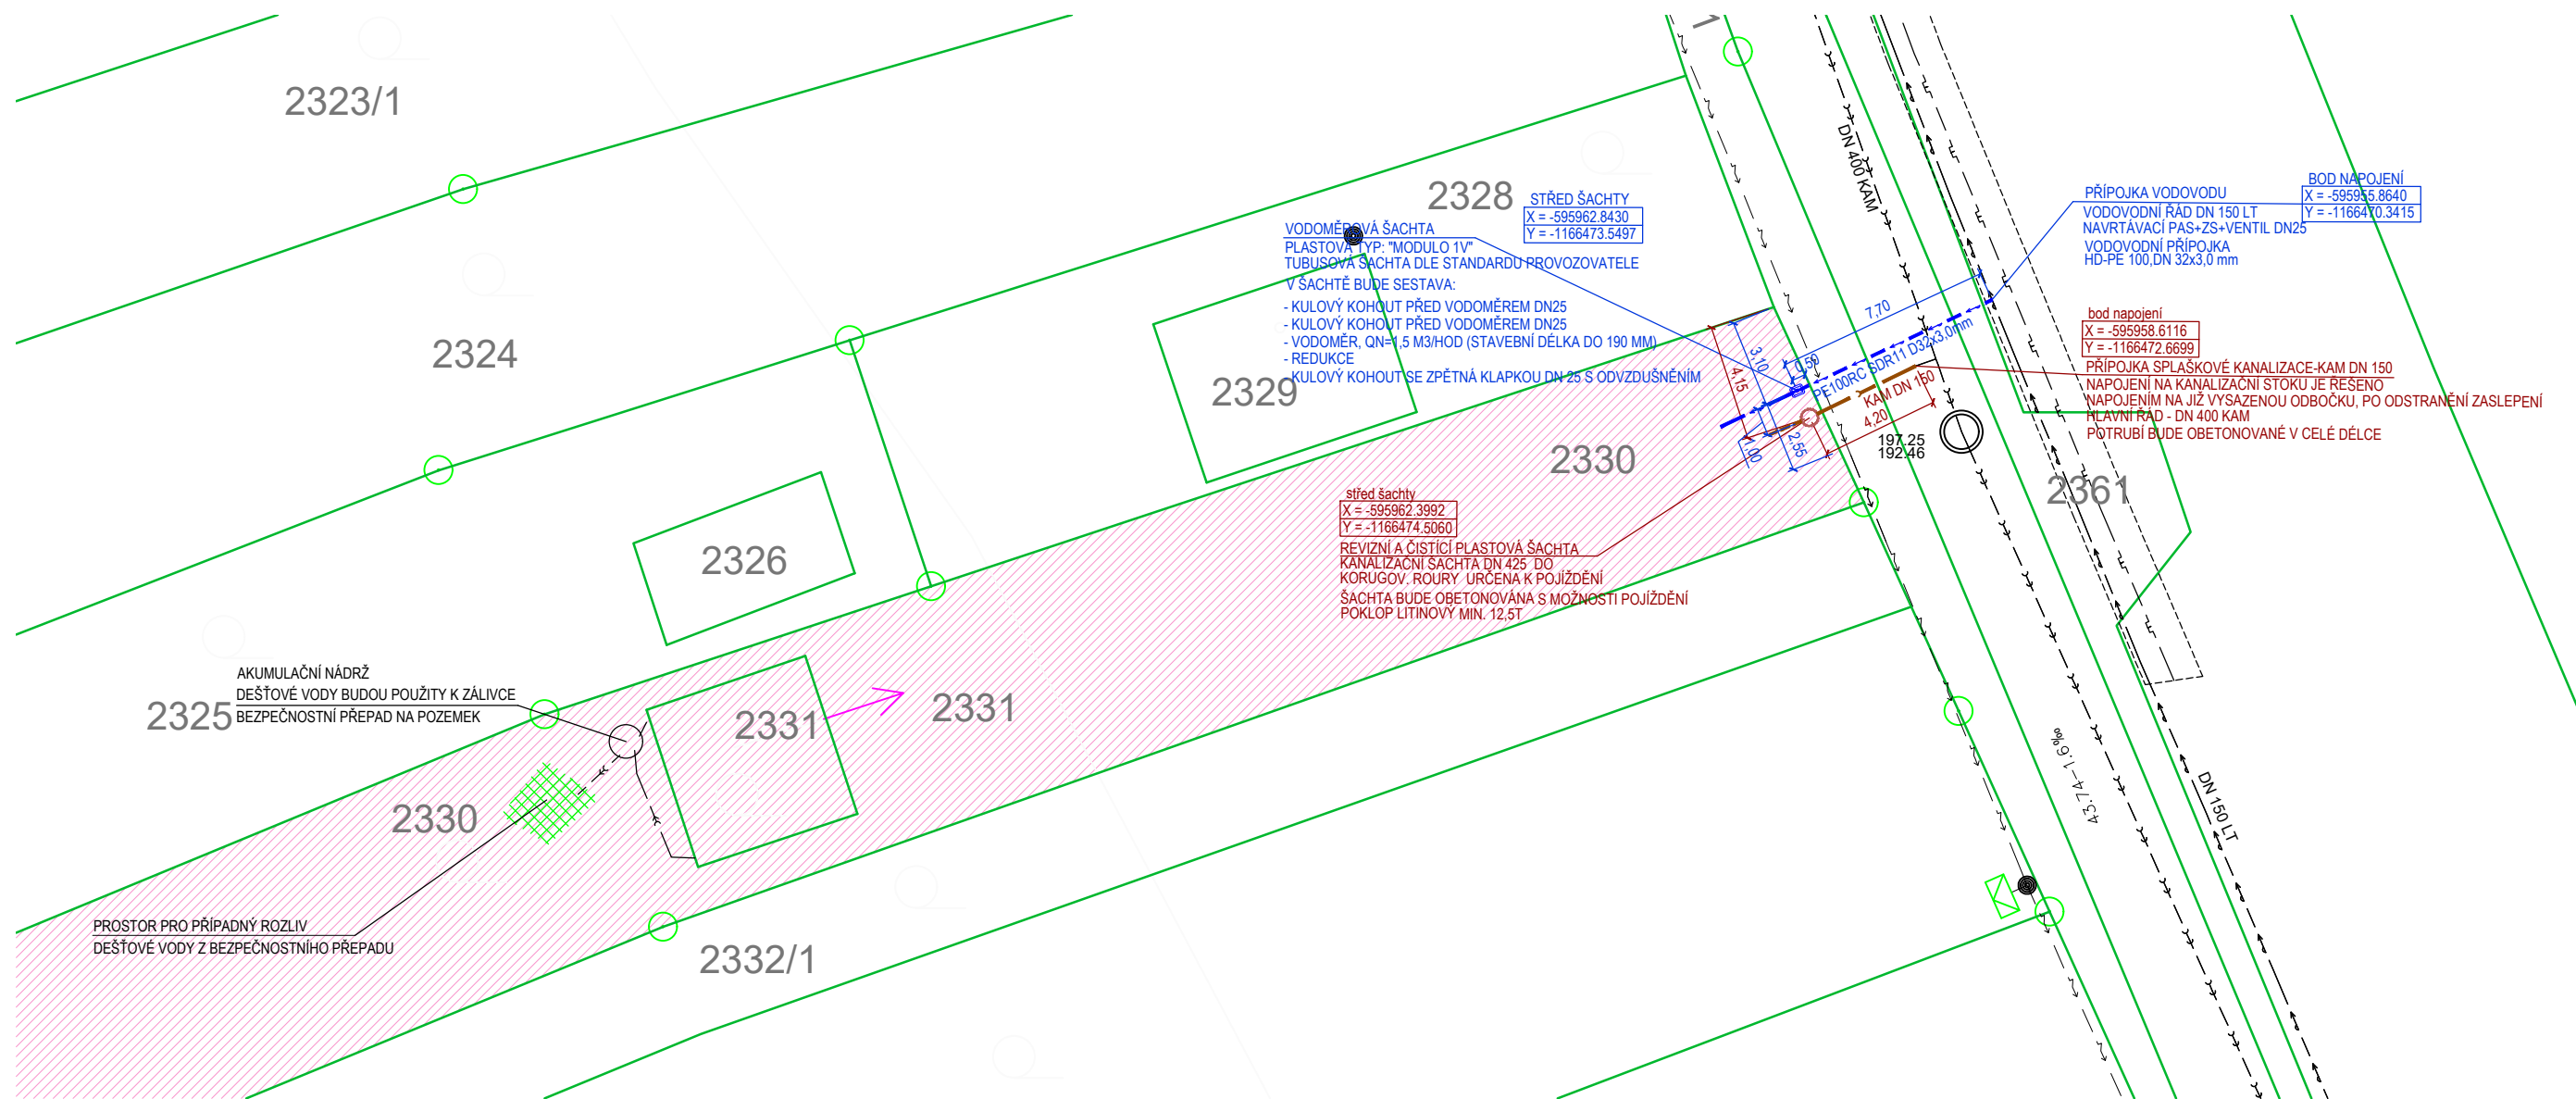 2323/1
2324
2328
STŘED ŠACHTY
X = -595962.8430
Y = -1166473.5497
VODOMĚROVÁ ŠACHTA
PLASTOVÁ TYP: "MODULO 1V"
TUBUSOVÁ ŠACHTA DLE STANDARDU PROVOZOVATELE
V ŠACHTĚ BUDE SESTAVA:
- KULOVÝ KOHOUT PŘED VODOMĚREM DN25
- KULOVÝ KOHOUT PŘED VODOMĚREM DN25
- VODOMĚR, QN=1,5 M3/HOD (STAVEBNÍ DÉLKA DO 190 MM)
- REDUKCE
- KULOVÝ KOHOUT SE ZPĚTNÁ KLAPKOU DN 25 S ODVZDUŠNĚNÍM
DN 400 KAM
BOD NAPOJENÍ
X = -595955.8640
Y = -1166470.3415
PŘÍPOJKA VODOVODU
VODOVODNÍ ŘÁD DN 150 LT
NAVRTÁVACÍ PAS+ZS+VENTIL DN25
VODOVODNÍ PŘÍPOJKA
HD-PE 100,DN 32x3,0 mm
bod napojení
X = -595958.6116
Y = -1166472.6699
PŘÍPOJKA SPLAŠKOVÉ KANALIZACE-KAM DN 150
NAPOJENÍ NA KANALIZAČNÍ STOKU JE ŘEŠENO
NAPOJENÍM NA JIŽ VYSAZENOU ODBOČKU, PO ODSTRANĚNÍ ZASLEPENÍ
HLAVNÍ ŘAD - DN 400 KAM
POTRUBÍ BUDE OBETONOVANÉ V CELÉ DÉLCE
7,70
0,50
3,10
4,15
PE100RC SDR11 D32x3,0mm
KAM DN 150
4,20
2,55
1,00
197.25
192.46
2329
2330
2361
střed šachty
X = -595962.3992
Y = -1166474.5060
REVIZNÍ A ČISTÍCÍ PLASTOVÁ ŠACHTA
KANALIZAČNÍ ŠACHTA DN 425 DO
KORUGOV. ROURY URČENA K POJÍŽDĚNÍ
ŠACHTA BUDE OBETONOVÁNA S MOŽNOSTI POJÍŽDĚNÍ
POKLOP LITINOVÝ MIN. 12,5T
2326
AKUMULAČNÍ NÁDRŽ
DEŠŤOVÉ VODY BUDOU POUŽITY K ZÁLIVCE
BEZPEČNOSTNÍ PŘEPAD NA POZEMEK
2325
2331
2331
2330
43.74-1.6‰
DN 150 LT
PROSTOR PRO PŘÍPADNÝ ROZLIV
DEŠŤOVÉ VODY Z BEZPEČNOSTNÍHO PŘEPADU
2332/1